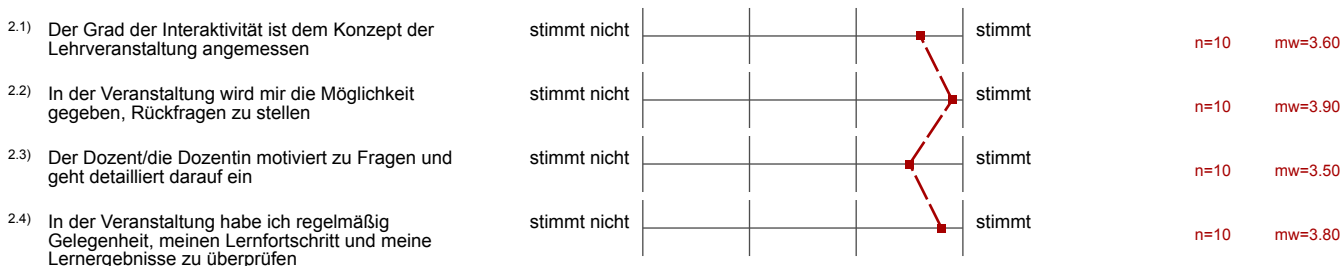 2.1) Der Grad der Interaktivität ist dem Konzept der
Lehrveranstaltung angemessen
stimmt nicht
stimmt
n=10 mw=3.60
2.2) In der Veranstaltung wird mir die Möglichkeit
gegeben, Rückfragen zu stellen
stimmt nicht
stimmt
n=10 mw=3.90
2.3) Der Dozent/die Dozentin motiviert zu Fragen und
geht detailliert darauf ein
stimmt nicht
stimmt
n=10 mw=3.50
2.4) In der Veranstaltung habe ich regelmäßig
Gelegenheit, meinen Lernfortschritt und meine
Lernergebnisse zu überprüfen
stimmt nicht
stimmt
n=10 mw=3.80